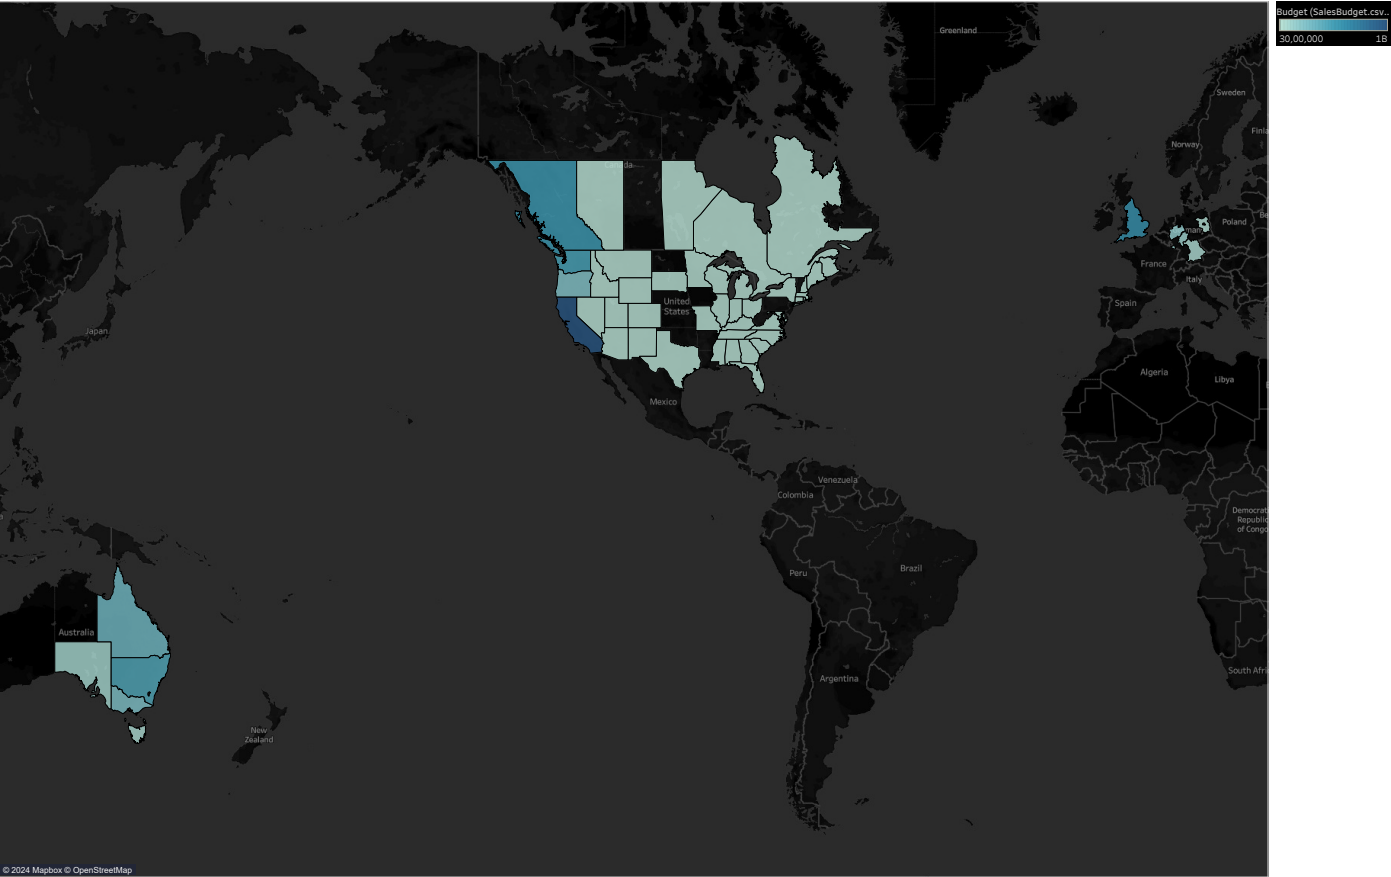 Budget (SalesBudget.csv..
30,00,000 1B
Greenland
Sweden
Norway
Poland
France
Italy
Spain
United
States
Japan
Algeria
Libya
Mexico
Venezuela
Colombia
Democrat
Republic
of Congo
Brazil
Peru
Australia
South Afri
Argentina
New
Zealand
© 2024 Mapbox © OpenStreetMap